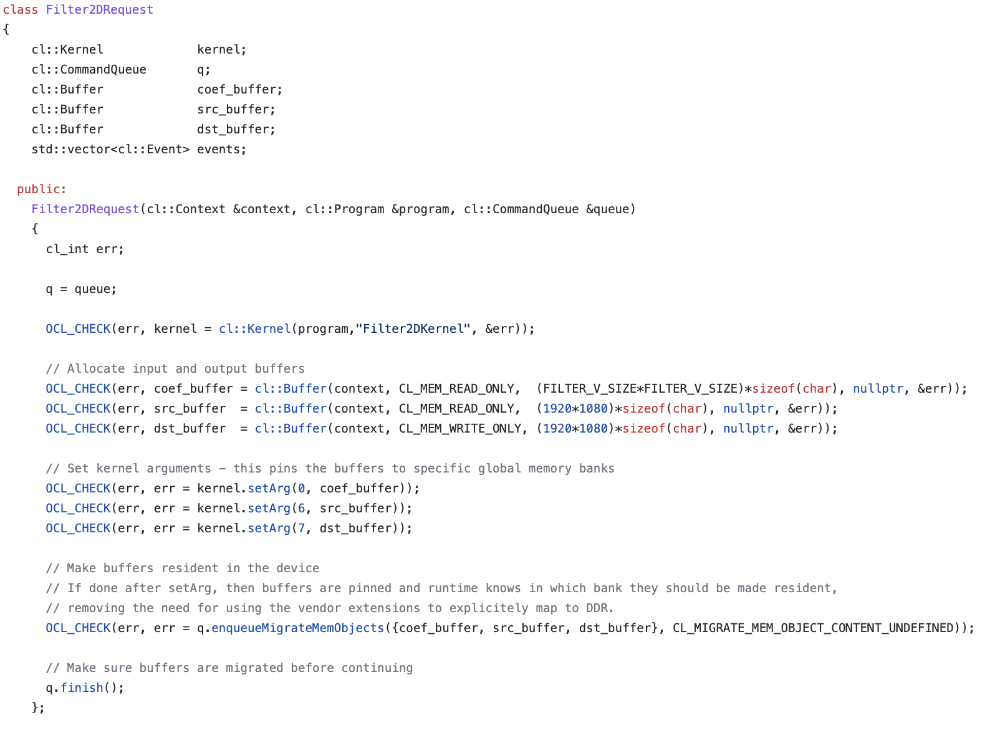 class Filter2DRequest
{
    cl::Kernel             kernel;
    cl::CommandQueue       q;
    cl::Buffer             coef_buffer;
    cl::Buffer             src_buffer;
    cl::Buffer             dst_buffer;
    std::vector<cl::Event> events;

  public:
    Filter2DRequest(cl::Context &context, cl::Program &program, cl::CommandQueue &queue)
    {
      cl_int err;

      q = queue;

      OCL_CHECK(err, kernel = cl::Kernel(program,"Filter2DKernel", &err));

      // Allocate input and output buffers
      OCL_CHECK(err, coef_buffer = cl::Buffer(context, CL_MEM_READ_ONLY,  (FILTER_V_SIZE*FILTER_V_SIZE)*sizeof(char), nullptr, &err));
      OCL_CHECK(err, src_buffer  = cl::Buffer(context, CL_MEM_READ_ONLY,  (1920*1080)*sizeof(char), nullptr, &err));
      OCL_CHECK(err, dst_buffer  = cl::Buffer(context, CL_MEM_WRITE_ONLY, (1920*1080)*sizeof(char), nullptr, &err));

      // Set kernel arguments – this pins the buffers to specific global memory banks
      OCL_CHECK(err, err = kernel.setArg(0, coef_buffer));
      OCL_CHECK(err, err = kernel.setArg(6, src_buffer));
      OCL_CHECK(err, err = kernel.setArg(7, dst_buffer));

      // Make buffers resident in the device
      // If done after setArg, then buffers are pinned and runtime knows in which bank they should be made resident,
      // removing the need for using the vendor extensions to explicitely map to DDR.
      OCL_CHECK(err, err = q.enqueueMigrateMemObjects({coef_buffer, src_buffer, dst_buffer}, CL_MIGRATE_MEM_OBJECT_CONTENT_UNDEFINED));

      // Make sure buffers are migrated before continuing
      q.finish();
    };